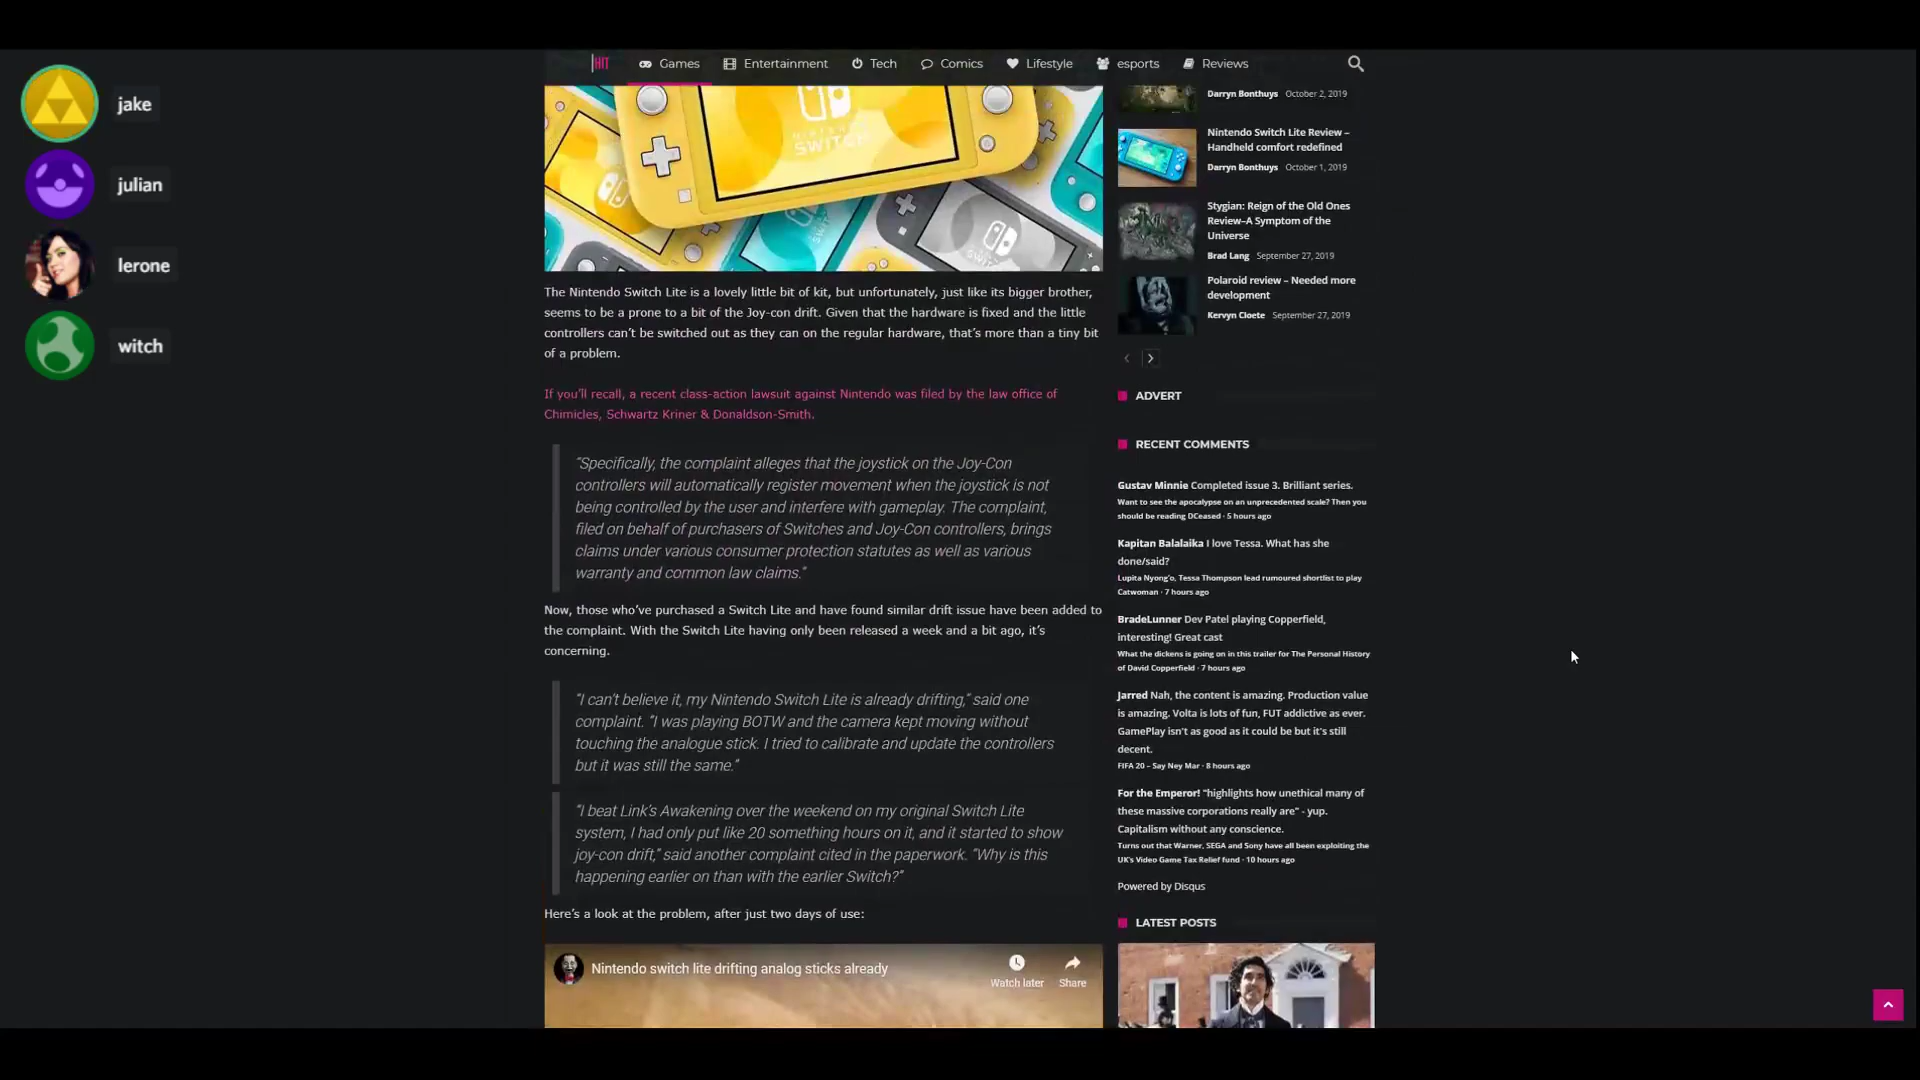 jake
julian
lerone
witch
HIT
Games
Entertainment
Tech
Comics
Lifestyle
esports
Reviews
NINTENDO
SWITCH
The Nintendo Switch Lite is a lovely little bit of kit, but unfortunately, just like its bigger brother,
seems to be a prone to a bit of the Joy-con drift. Given that the hardware is fixed and the little
controllers can’t be switched out as they can on the regular hardware, that’s more than a tiny bit
of a problem.
If you’ll recall, a recent class-action lawsuit against Nintendo was filed by the law office of
Chimicles, Schwartz Kriner & Donaldson-Smith.
“Specifically, the complaint alleges that the joystick on the Joy-Con
controllers will automatically register movement when the joystick is not
being controlled by the user and interfere with gameplay. The complaint,
filed on behalf of purchasers of Switches and Joy-Con controllers, brings
claims under various consumer protection statutes as well as various
warranty and common law claims.”
Now, those who’ve purchased a Switch Lite and have found similar drift issue have been added to
the complaint. With the Switch Lite having only been released a week and a bit ago, it’s
concerning.
“I can’t believe it, my Nintendo Switch Lite is already drifting,” said one
complaint. “I was playing BOTW and the camera kept moving without
touching the analogue stick. I tried to calibrate and update the controllers
but it was still the same.”
“I beat Link’s Awakening over the weekend on my original Switch Lite
system, I had only put like 20 something hours on it, and it started to show
joy-con drift,” said another complaint cited in the paperwork. “Why is this
happening earlier on than with the earlier Switch?”
Here’s a look at the problem, after just two days of use:
Nintendo switch lite drifting analog sticks already
Watch later
Share
Darryn Bonthuys October 2, 2019
Nintendo Switch Lite Review –
Handheld comfort redefined
Darryn Bonthuys October 1, 2019
Stygian: Reign of the Old Ones
Review–A Symptom of the
Universe
Brad Lang September 27, 2019
Polaroid review – Needed more
development
Kervyn Cloete September 27, 2019
ADVERT
RECENT COMMENTS
Gustav Minnie Completed issue 3. Brilliant series.
Want to see the apocalypse on an unprecedented scale? Then you
should be reading DCeased · 5 hours ago
Kapitan Balalaika I love Tessa. What has she
done/said?
Lupita Nyong’o, Tessa Thompson lead rumoured shortlist to play
Catwoman · 7 hours ago
BradeLunner Dev Patel playing Copperfield,
interesting! Great cast
What the dickens is going on in this trailer for The Personal History
of David Copperfield · 7 hours ago
Jarred Nah, the content is amazing. Production value
is amazing. Volta is lots of fun, FUT addictive as ever.
GamePlay isn't as good as it could be but it's still
decent.
FIFA 20 – Say Ney Mar · 8 hours ago
For the Emperor! "highlights how unethical many of
these massive corporations really are" - yup.
Capitalism without any conscience.
Turns out that Warner, SEGA and Sony have all been exploiting the
UK’s Video Game Tax Relief fund · 10 hours ago
Powered by Disqus
LATEST POSTS